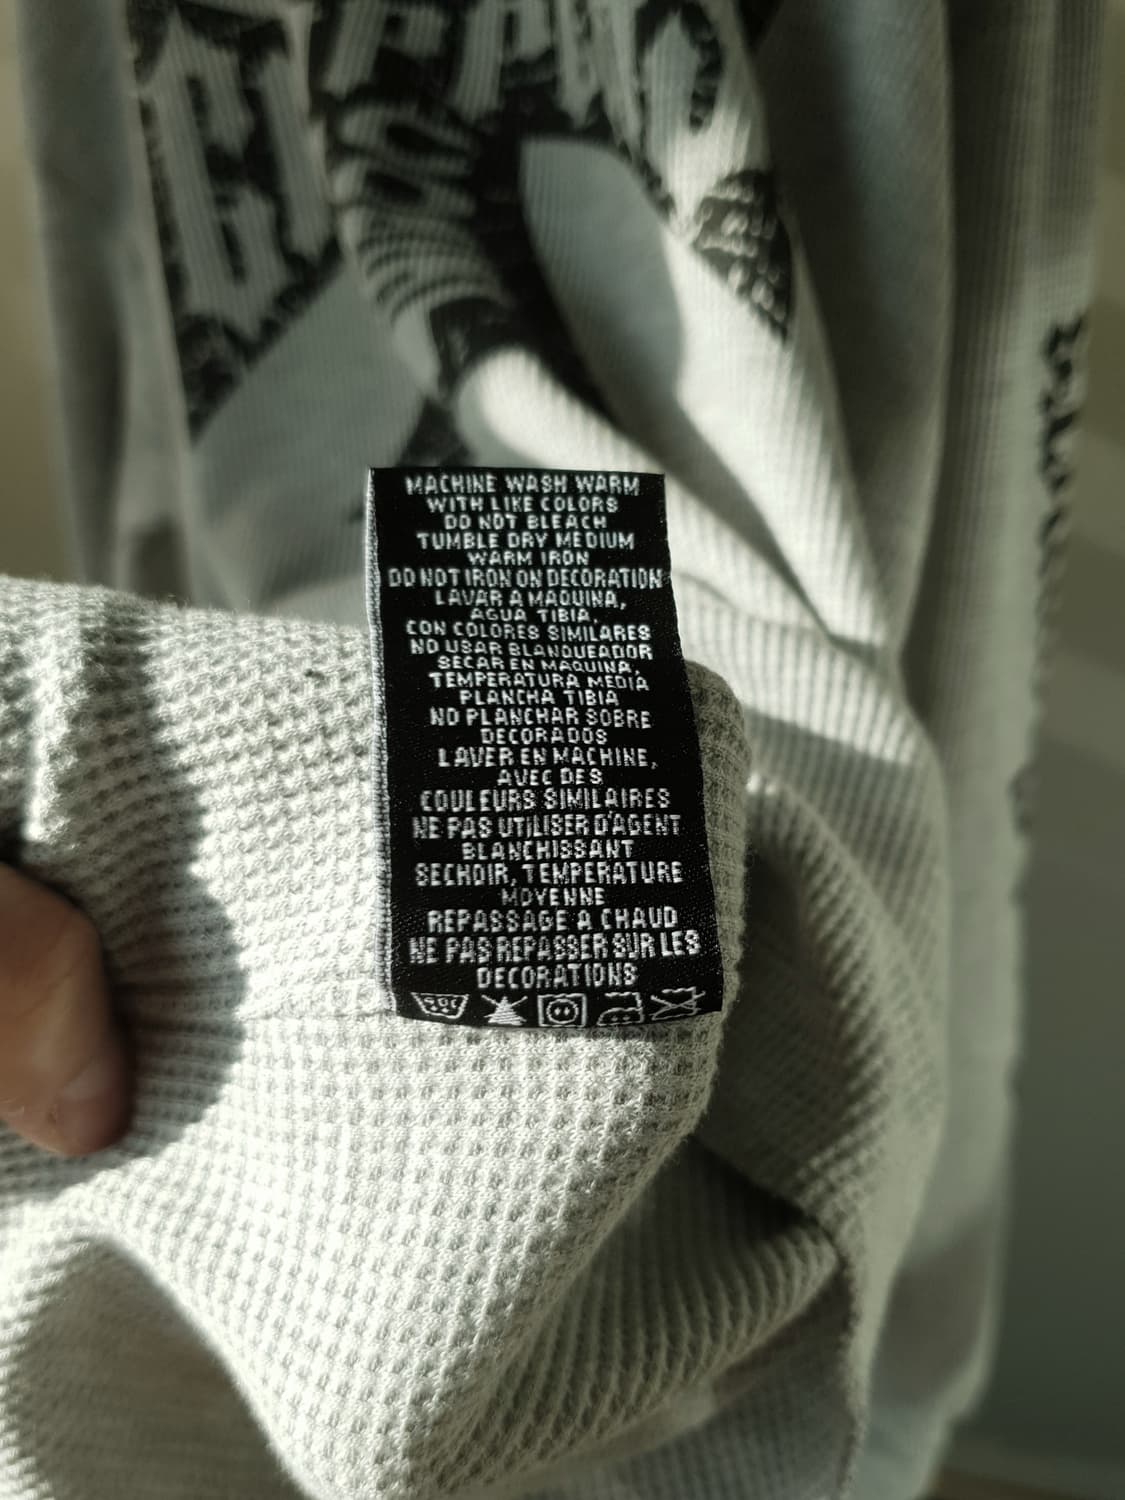 MACHINE WASH WARM
WITH LIKE COLORS
DO NOT BLEACH
TUMBLE DRY MEDIUM
WARM IRON
DO NOT IRON ON DECORATION
LAVAR A MAQUINA,
AGUA TIBIA,
CON COLORES SIMILARES
NO USAR BLANQUEADOR
SECAR EN MAQUINA,
TEMPERATURA MEDIA
PLANCHA TIBIA
NO PLANCHAR SOBRE
DECORADOS
LAVER EN MACHINE,
AVEC DES
COULEURS SIMILAIRES
NE PAS UTILISER D'AGENT
BLANCHISSANT
SECHOIR, TEMPERATURE
MOYENNE
REPASSAGE A CHAUD
NE PAS REPASSER SUR LES
DECORATIONS